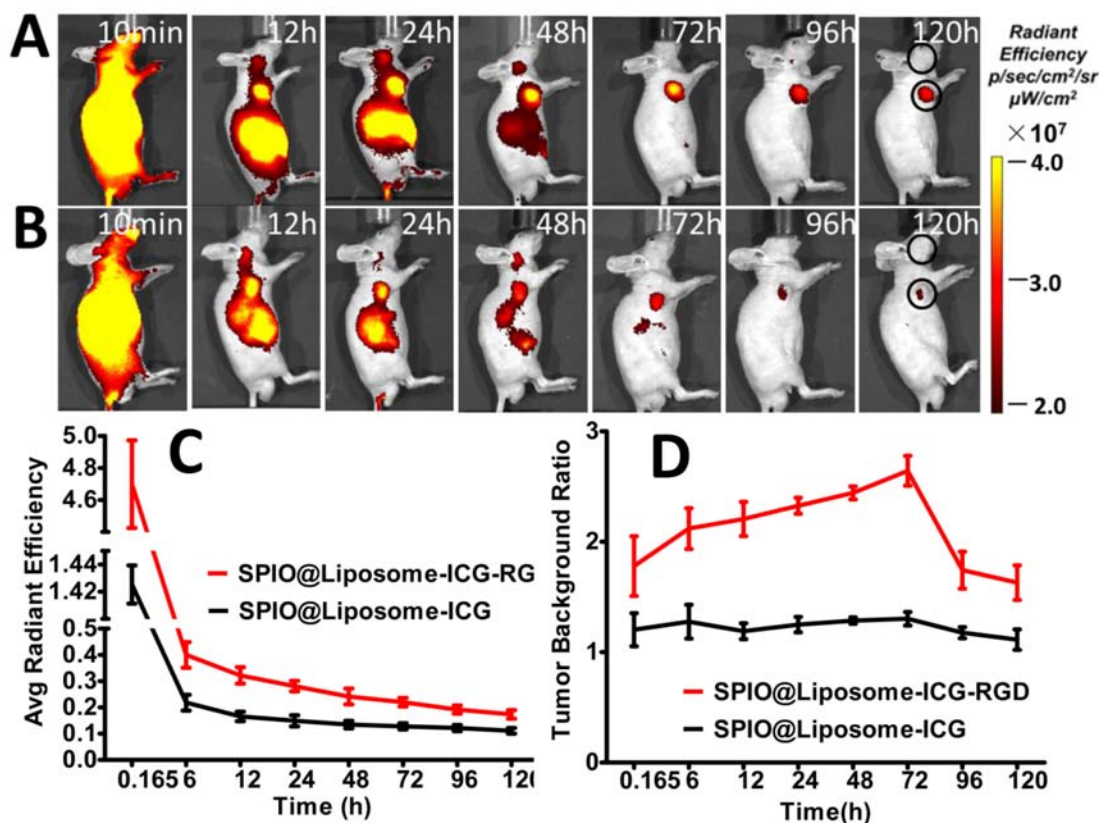 A
10min
12h
24h
48h
72h
96h
120h
Radiant
Efficiency
p/sec/cm²/sr
µW/cm²
×10⁷
4.0
3.0
2.0
B
10min
12h
24h
48h
72h
96h
120h
C
Avg Radiant Efficiency
5.0
4.8
4.6
1.44
1.42
0.5
0.4
0.3
0.2
0.1
0.0
SPIO@Liposome-ICG-RG
SPIO@Liposome-ICG
0.165 6 12 24 48 72 96 120
Time (h)
D
Tumor Background Ratio
3
2
1
0
SPIO@Liposome-ICG-RGD
SPIO@Liposome-ICG
0.165 6 12 24 48 72 96 120
Time(h)